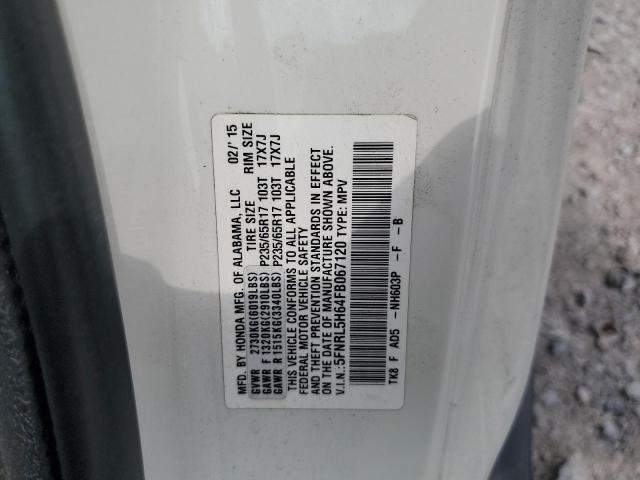 MFD. BY HONDA MFG. OF ALABAMA, LLC 02/'15
TIRE SIZE RIM SIZE
GVWR 2730KG(6019LBS)
GAWR F 1320KG(2910LBS) P235/65R17 103T 17X7J
GAWR R 1515KG(3340LBS) P235/65R17 103T 17X7J
THIS VEHICLE CONFORMS TO ALL APPLICABLE
FEDERAL MOTOR VEHICLE SAFETY
AND THEFT PREVENTION STANDARDS IN EFFECT
ON THE DATE OF MANUFACTURE SHOWN ABOVE.
V.I.N.:5FNRL5H64FB067120 TYPE: MPV
TK8 F AD5 -NH603P -F -B